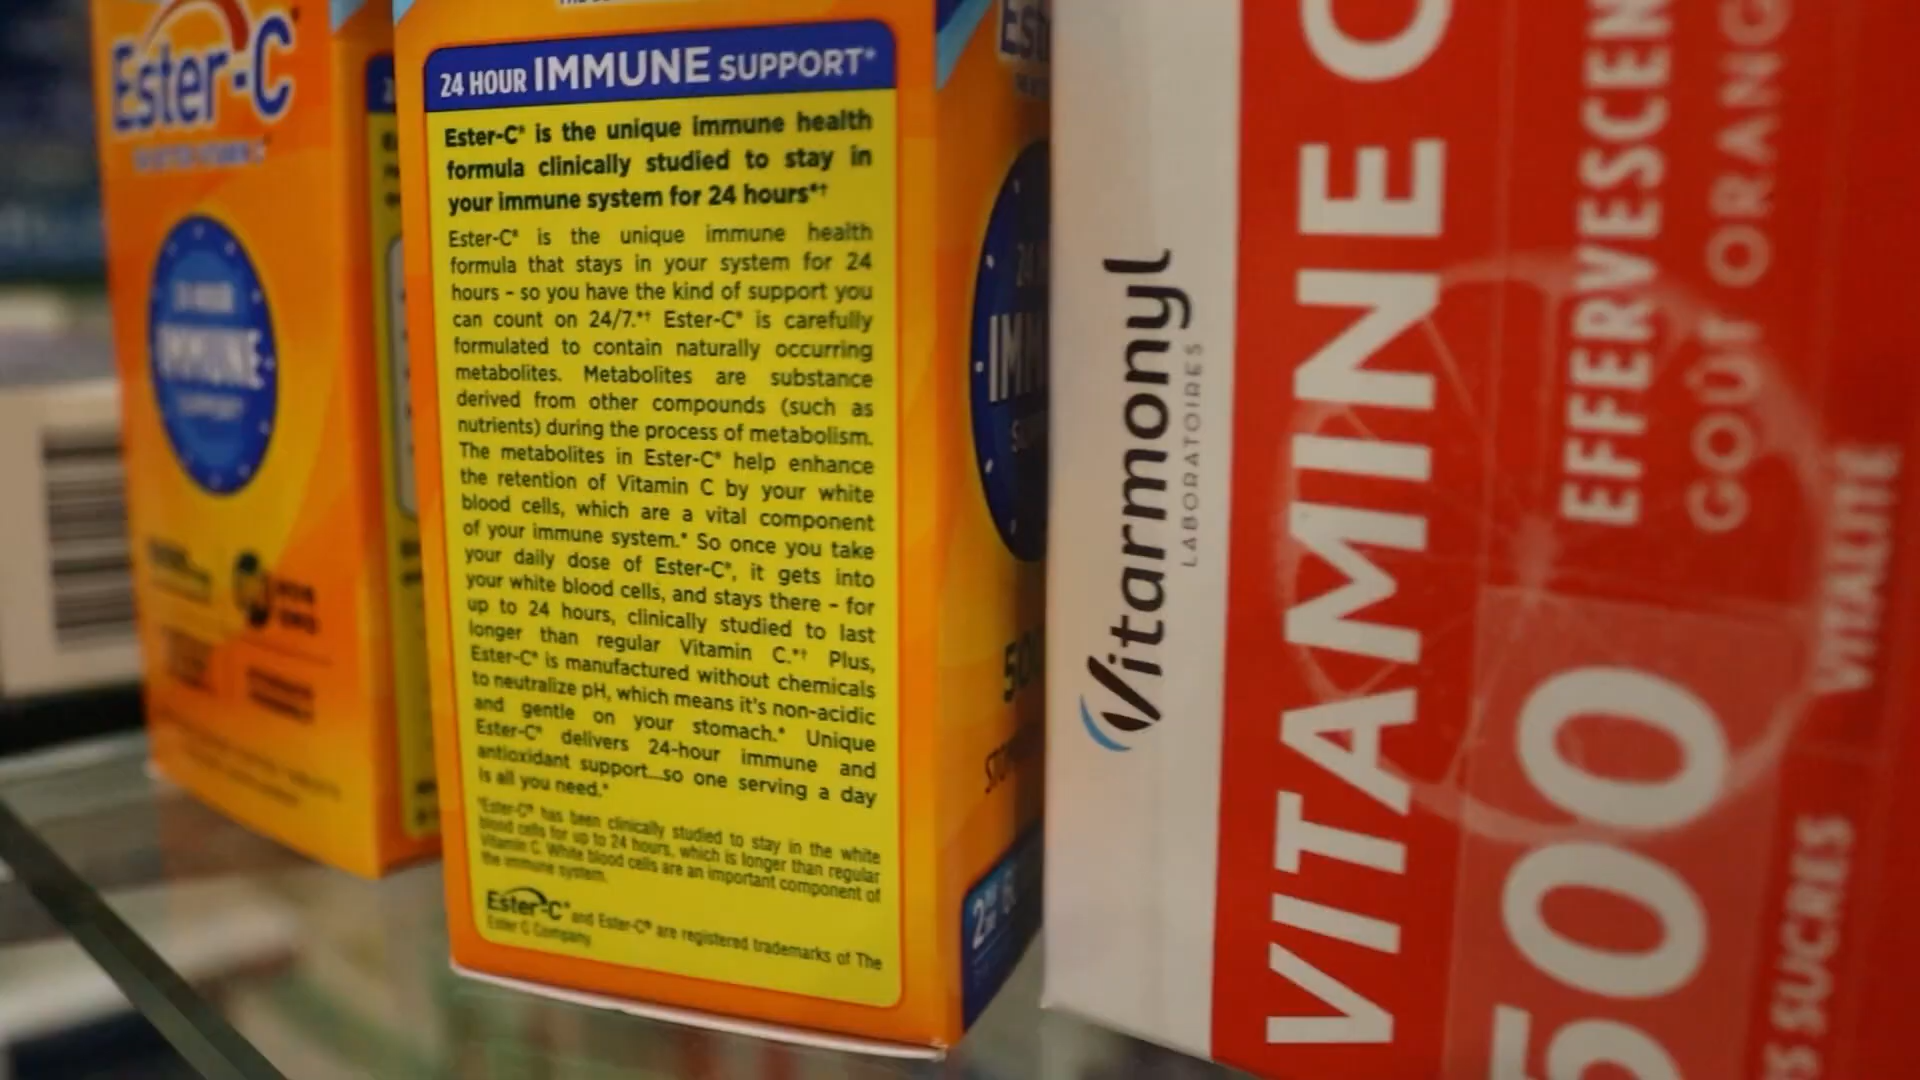 Ester-C
24 HOUR
IMMUNE
SUPPORT
24 HOUR IMMUNE SUPPORT*
Ester-C® is the unique immune health
formula clinically studied to stay in
your immune system for 24 hours*†
Ester-C® is the unique immune health
formula that stays in your system for 24
hours – so you have the kind of support you
can count on 24/7.*† Ester-C® is carefully
formulated to contain naturally occurring
metabolites. Metabolites are substance
derived from other compounds (such as
nutrients) during the process of metabolism.
The metabolites in Ester-C® help enhance
the retention of Vitamin C by your white
blood cells, which are a vital component
of your immune system.* So once you take
your daily dose of Ester-C®, it gets into
your white blood cells, and stays there – for
up to 24 hours, clinically studied to last
longer than regular Vitamin C.*† Plus,
Ester-C® is manufactured without chemicals
to neutralize pH, which means it's non-acidic
and gentle on your stomach.* Unique
Ester-C® delivers 24-hour immune and
antioxidant support...so one serving a day
is all you need.*
†Ester-C® has been clinically studied to stay in the white
blood cells for up to 24 hours, which is longer than regular
Vitamin C. White blood cells are an important component of
the immune system.
Ester-C® and Ester-C® are registered trademarks of The
Ester C Company
Vitarmonyl
LABORATOIRES
VITAMINE C
500
EFFERVESCEN
GOÛT ORANG
VITALITÉ
SUCRES